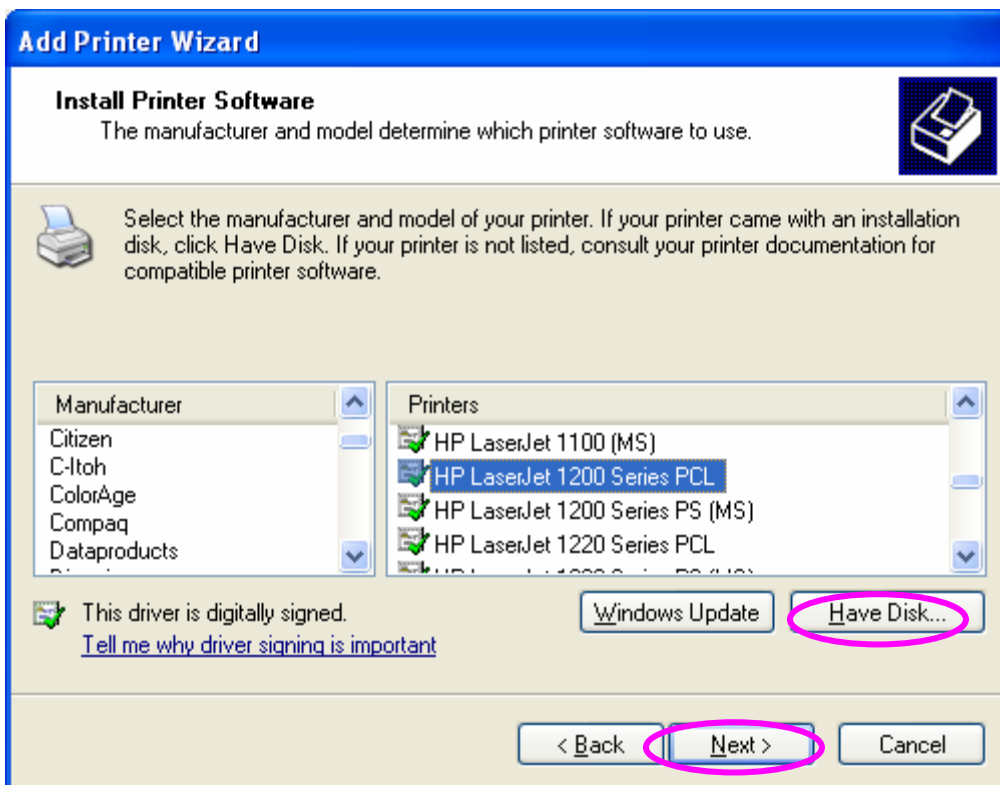 Add Printer Wizard
Install Printer Software
The manufacturer and model determine which printer software to use.
Select the manufacturer and model of your printer. If your printer came with an installation
disk, click Have Disk. If your printer is not listed, consult your printer documentation for
compatible printer software.
Manufacturer
Citizen
C-Itoh
ColorAge
Compaq
Dataproducts
Printers
HP LaserJet 1100 (MS)
HP LaserJet 1200 Series PCL
HP LaserJet 1200 Series PS (MS)
HP LaserJet 1220 Series PCL
This driver is digitally signed.
Tell me why driver signing is important
Windows Update
Have Disk...
< Back
Next >
Cancel